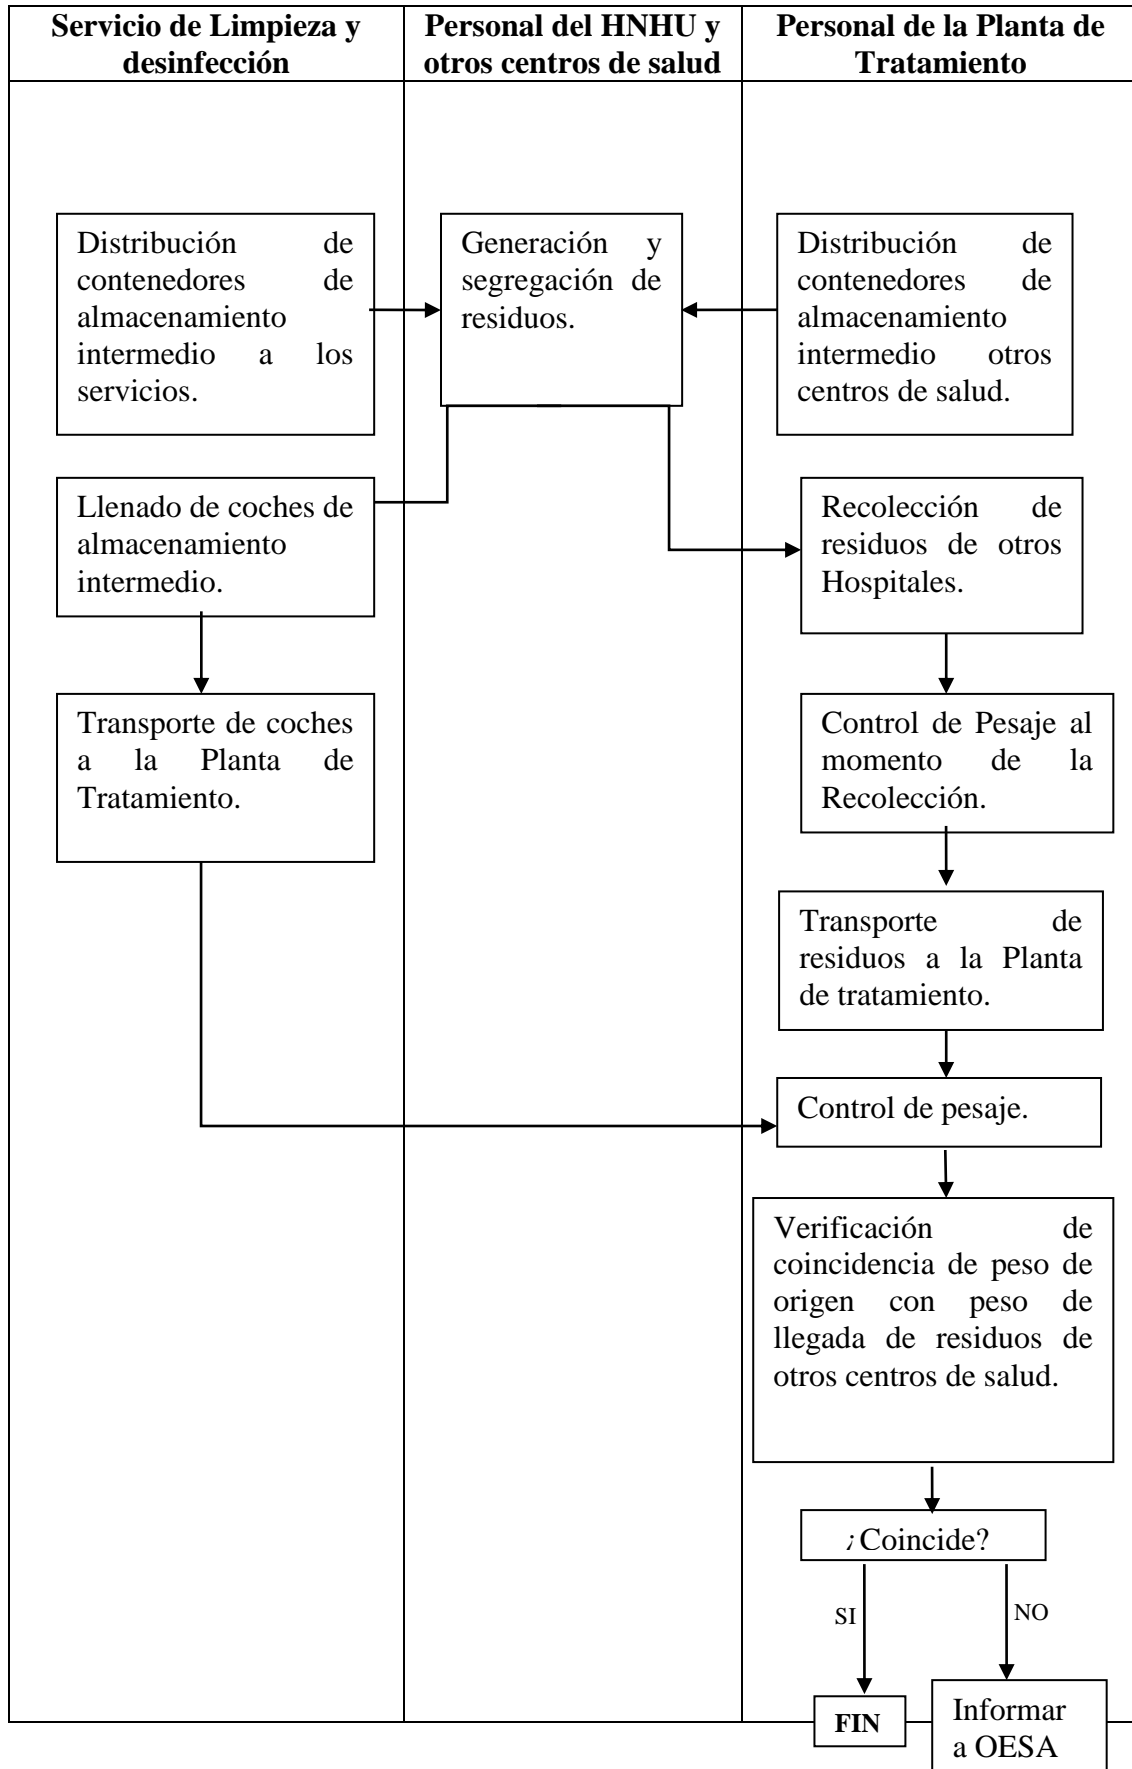 Servicio de Limpieza y
desinfección
Personal del HNHU y
otros centros de salud
Personal de la Planta de
Tratamiento
Distribución de
contenedores de
almacenamiento
intermedio a los
servicios.
Generación y
segregación de
residuos.
Distribución de
contenedores de
almacenamiento
intermedio otros
centros de salud.
Llenado de coches de
almacenamiento
intermedio.
Recolección de
residuos de otros
Hospitales.
Transporte de coches
a la Planta de
Tratamiento.
Control de Pesaje al
momento de la
Recolección.
Transporte de
residuos a la Planta
de tratamiento.
Control de pesaje.
Verificación de
coincidencia de peso de
origen con peso de
llegada de residuos de
otros centros de salud.
¿Coincide?
SI
NO
FIN
Informar
a OESA